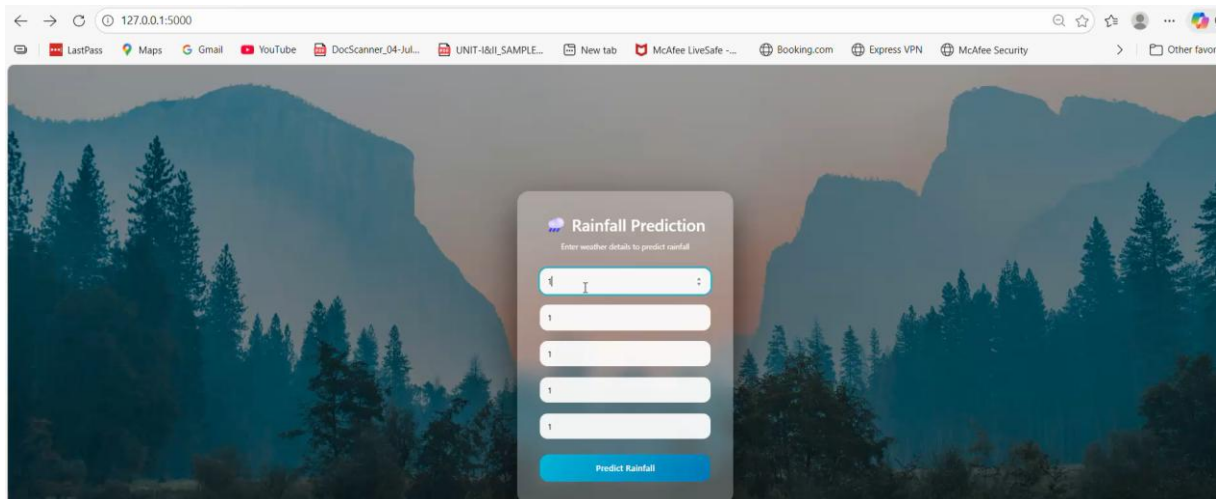 127.0.0.1:5000
LastPass Maps Gmail YouTube DocScanner_04-Jul... UNIT-I&II_SAMPLE... New tab McAfee LiveSafe -... Booking.com Express VPN McAfee Security Other favor
Rainfall Prediction
Enter weather details to predict rainfall
1
1
1
1
1
Predict Rainfall